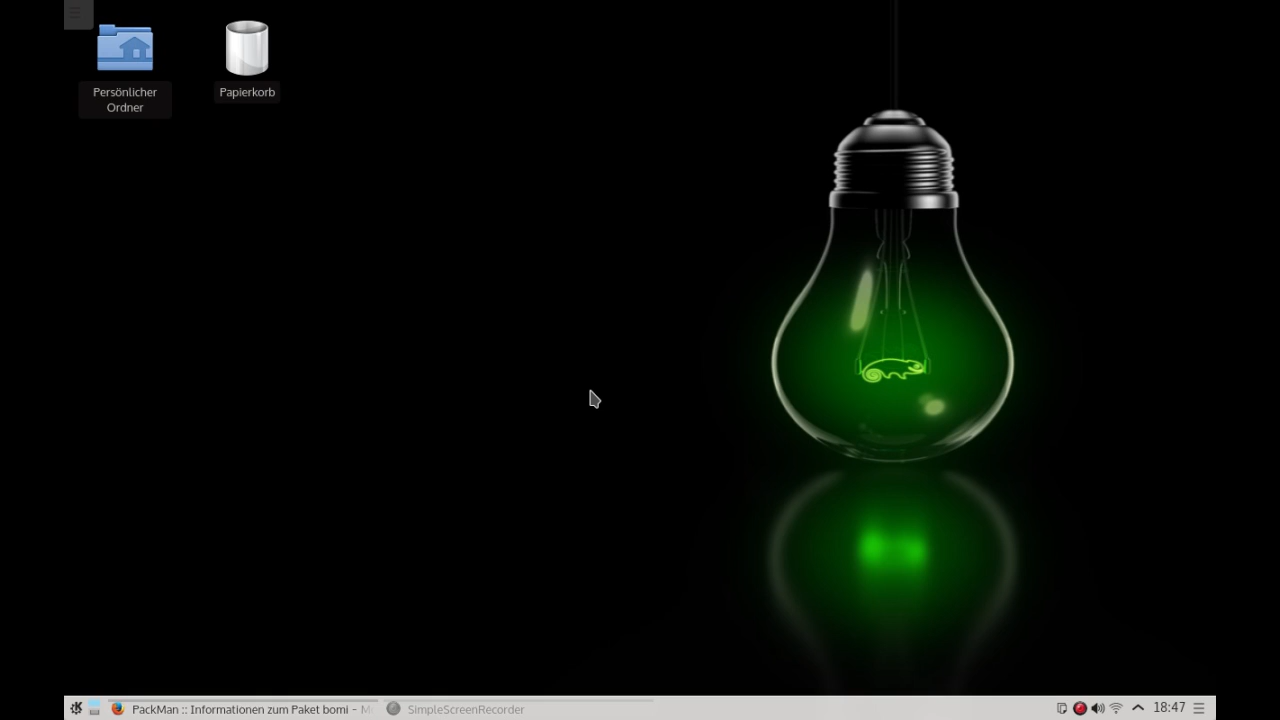 Persönlicher
Ordner
Papierkorb
PackMan :: Informationen zum Paket bomi - M
SimpleScreenRecorder
18:47